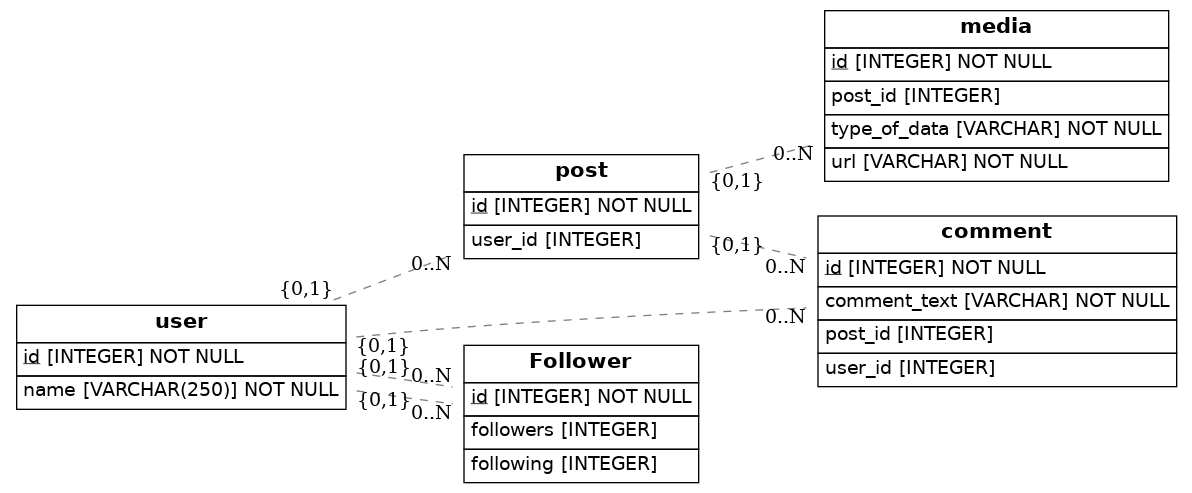 media
id [INTEGER] NOT NULL
post_id [INTEGER]
type_of_data [VARCHAR] NOT NULL
url [VARCHAR] NOT NULL
0..N
{0,1}
post
id [INTEGER] NOT NULL
user_id [INTEGER]
{0,1}
0..N
comment
id [INTEGER] NOT NULL
comment_text [VARCHAR] NOT NULL
post_id [INTEGER]
user_id [INTEGER]
0..N
{0,1}
user
id [INTEGER] NOT NULL
name [VARCHAR(250)] NOT NULL
0..N
{0,1}
{0,1}
0..N
{0,1}
0..N
Follower
id [INTEGER] NOT NULL
followers [INTEGER]
following [INTEGER]